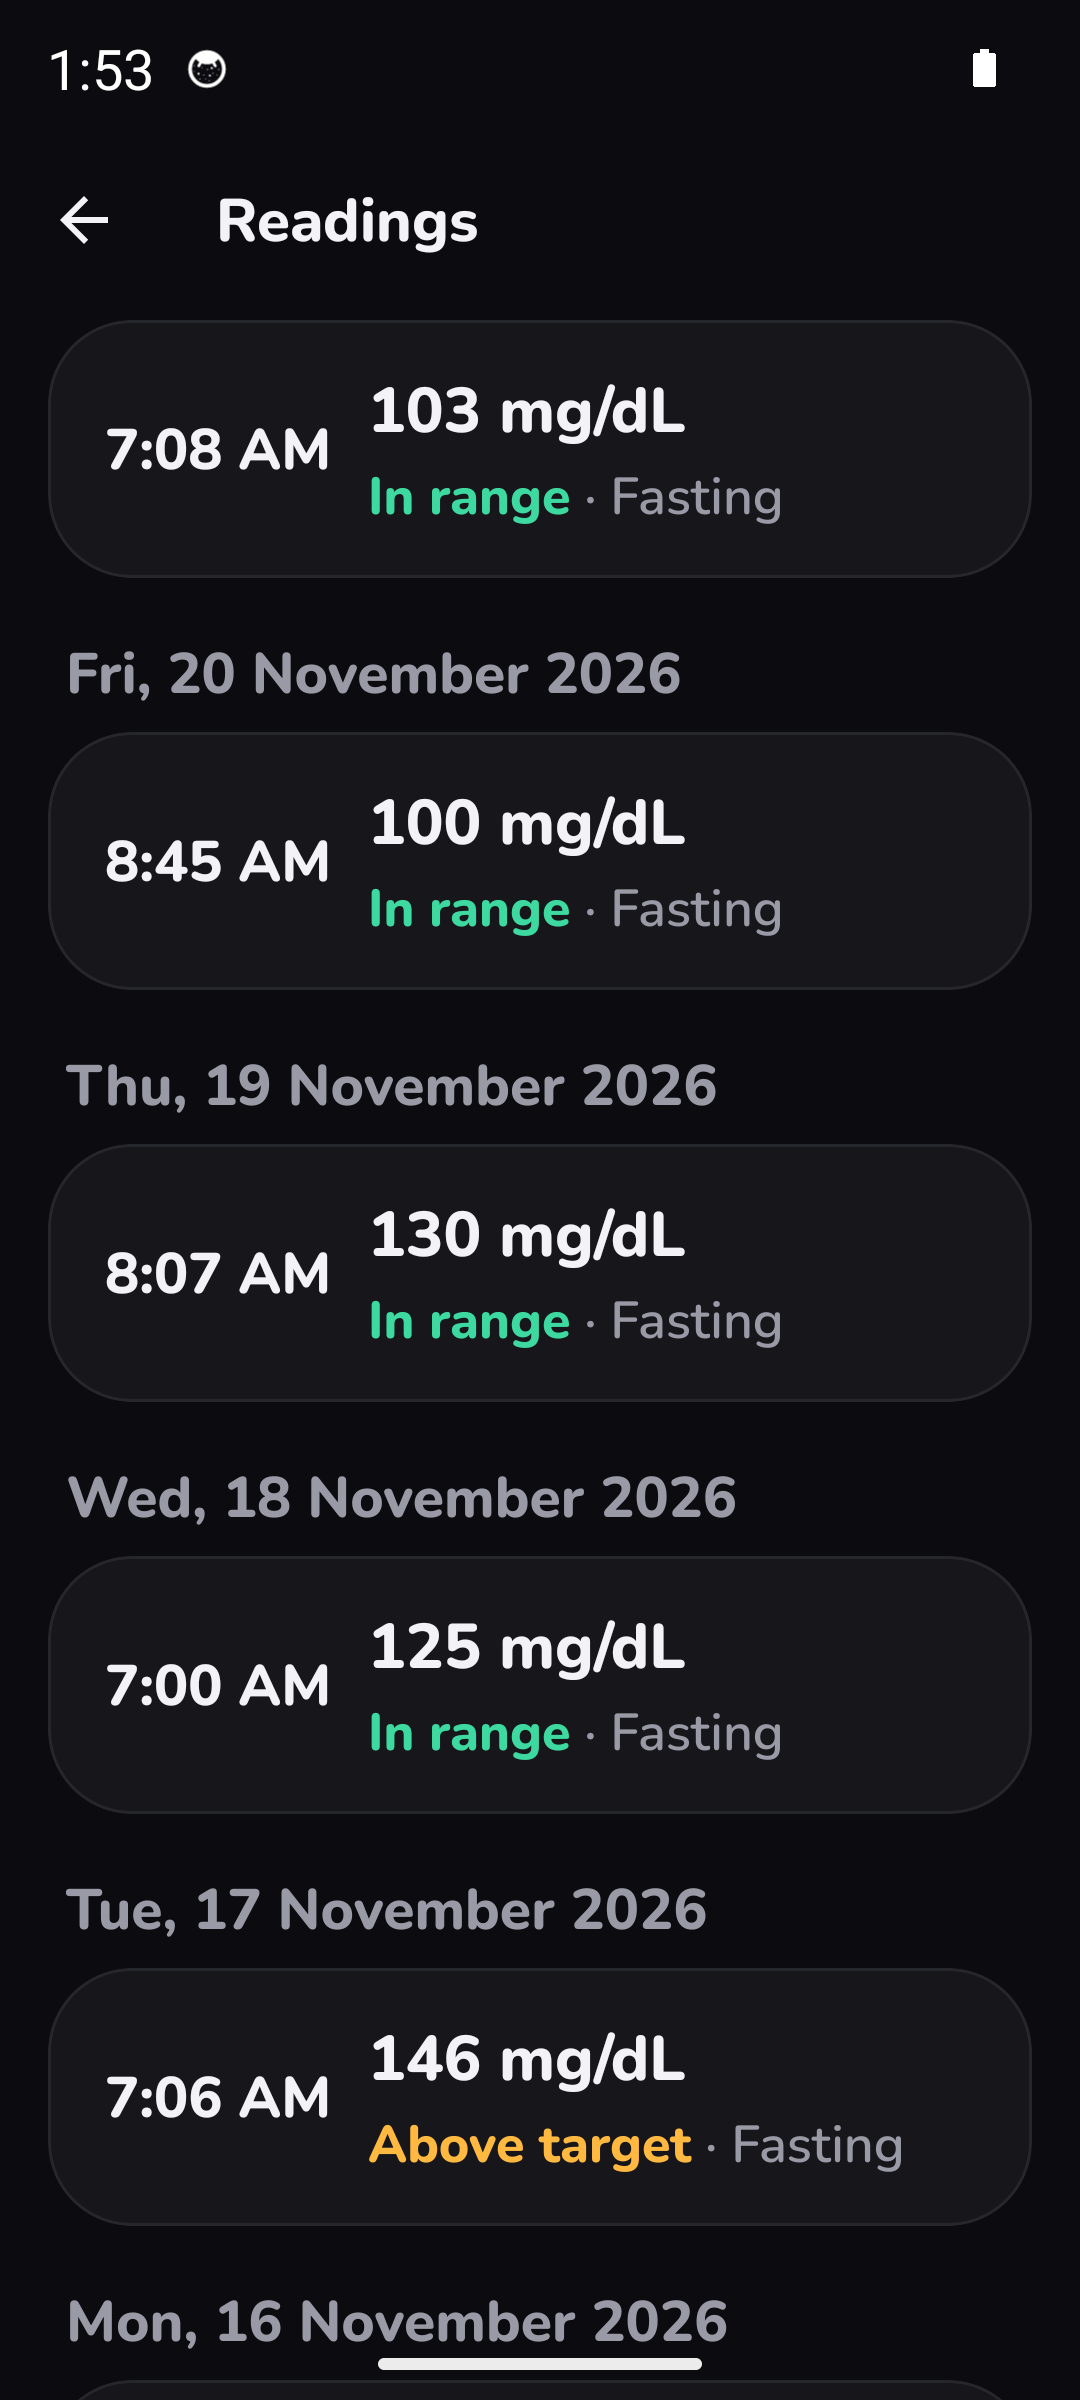 1:53
Readings
7:08 AM
103 mg/dL
In range · Fasting
Fri, 20 November 2026
8:45 AM
100 mg/dL
In range · Fasting
Thu, 19 November 2026
8:07 AM
130 mg/dL
In range · Fasting
Wed, 18 November 2026
7:00 AM
125 mg/dL
In range · Fasting
Tue, 17 November 2026
7:06 AM
146 mg/dL
Above target · Fasting
Mon, 16 November 2026